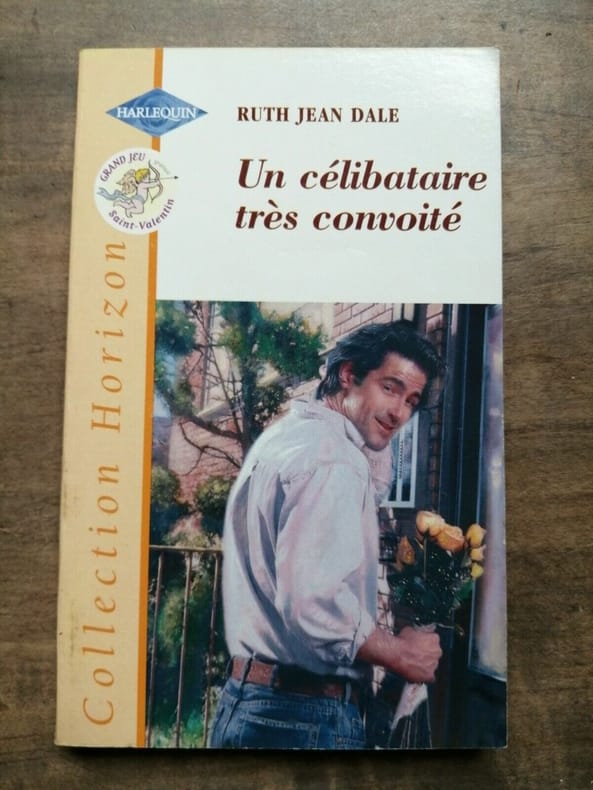 HARLEQUIN
RUTH JEAN DALE
GRAND JEU
Saint-Valentin
Un célibataire
très convoité
Collection Horizon